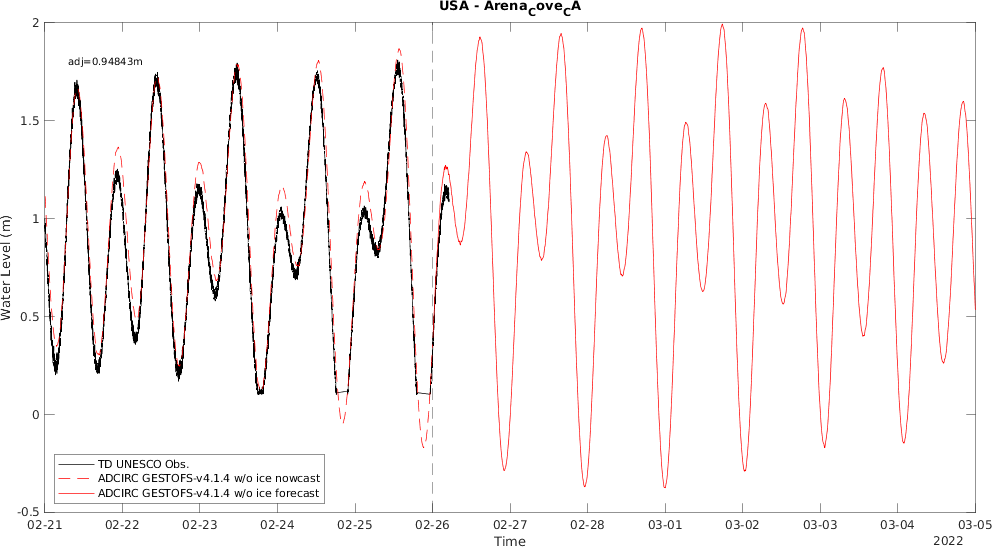 USA - Arena_Cove_CA
adj=0.94843m
2
1.5
1
0.5
0
-0.5
Water Level (m)
TD UNESCO Obs.
ADCIRC GESTOFS-v4.1.4 w/o ice nowcast
ADCIRC GESTOFS-v4.1.4 w/o ice forecast
02-21 02-22 02-23 02-24 02-25 02-26 02-27 02-28 03-01 03-02 03-03 03-04 03-05
Time
2022